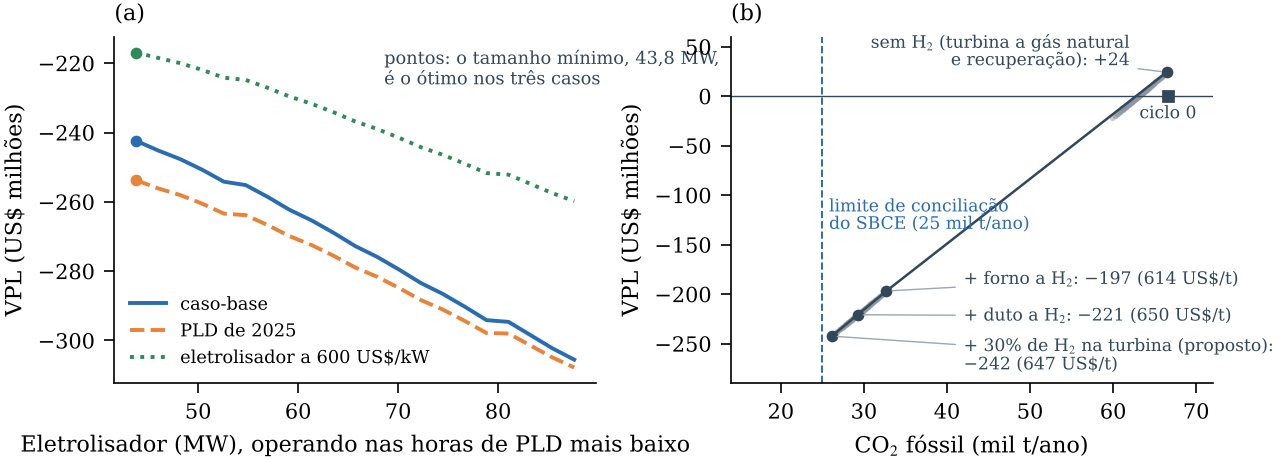 (a)
−220
−240
−260
−280
−300
50
60
70
80
VPL (US$ milhões)
Eletrolisador (MW), operando nas horas de PLD mais baixo
pontos: o tamanho mínimo, 43,8 MW,
é o ótimo nos três casos
caso-base
PLD de 2025
eletrolisador a 600 US$/kW
(b)
50
0
−50
−100
−150
−200
−250
20
30
40
50
60
70
VPL (US$ milhões)
CO₂ fóssil (mil t/ano)
sem H₂ (turbina a gás natural
e recuperação): +24
ciclo 0
limite de conciliação
do SBCE (25 mil t/ano)
+ forno a H₂: −197 (614 US$/t)
+ duto a H₂: −221 (650 US$/t)
+ 30% de H₂ na turbina (proposto):
−242 (647 US$/t)